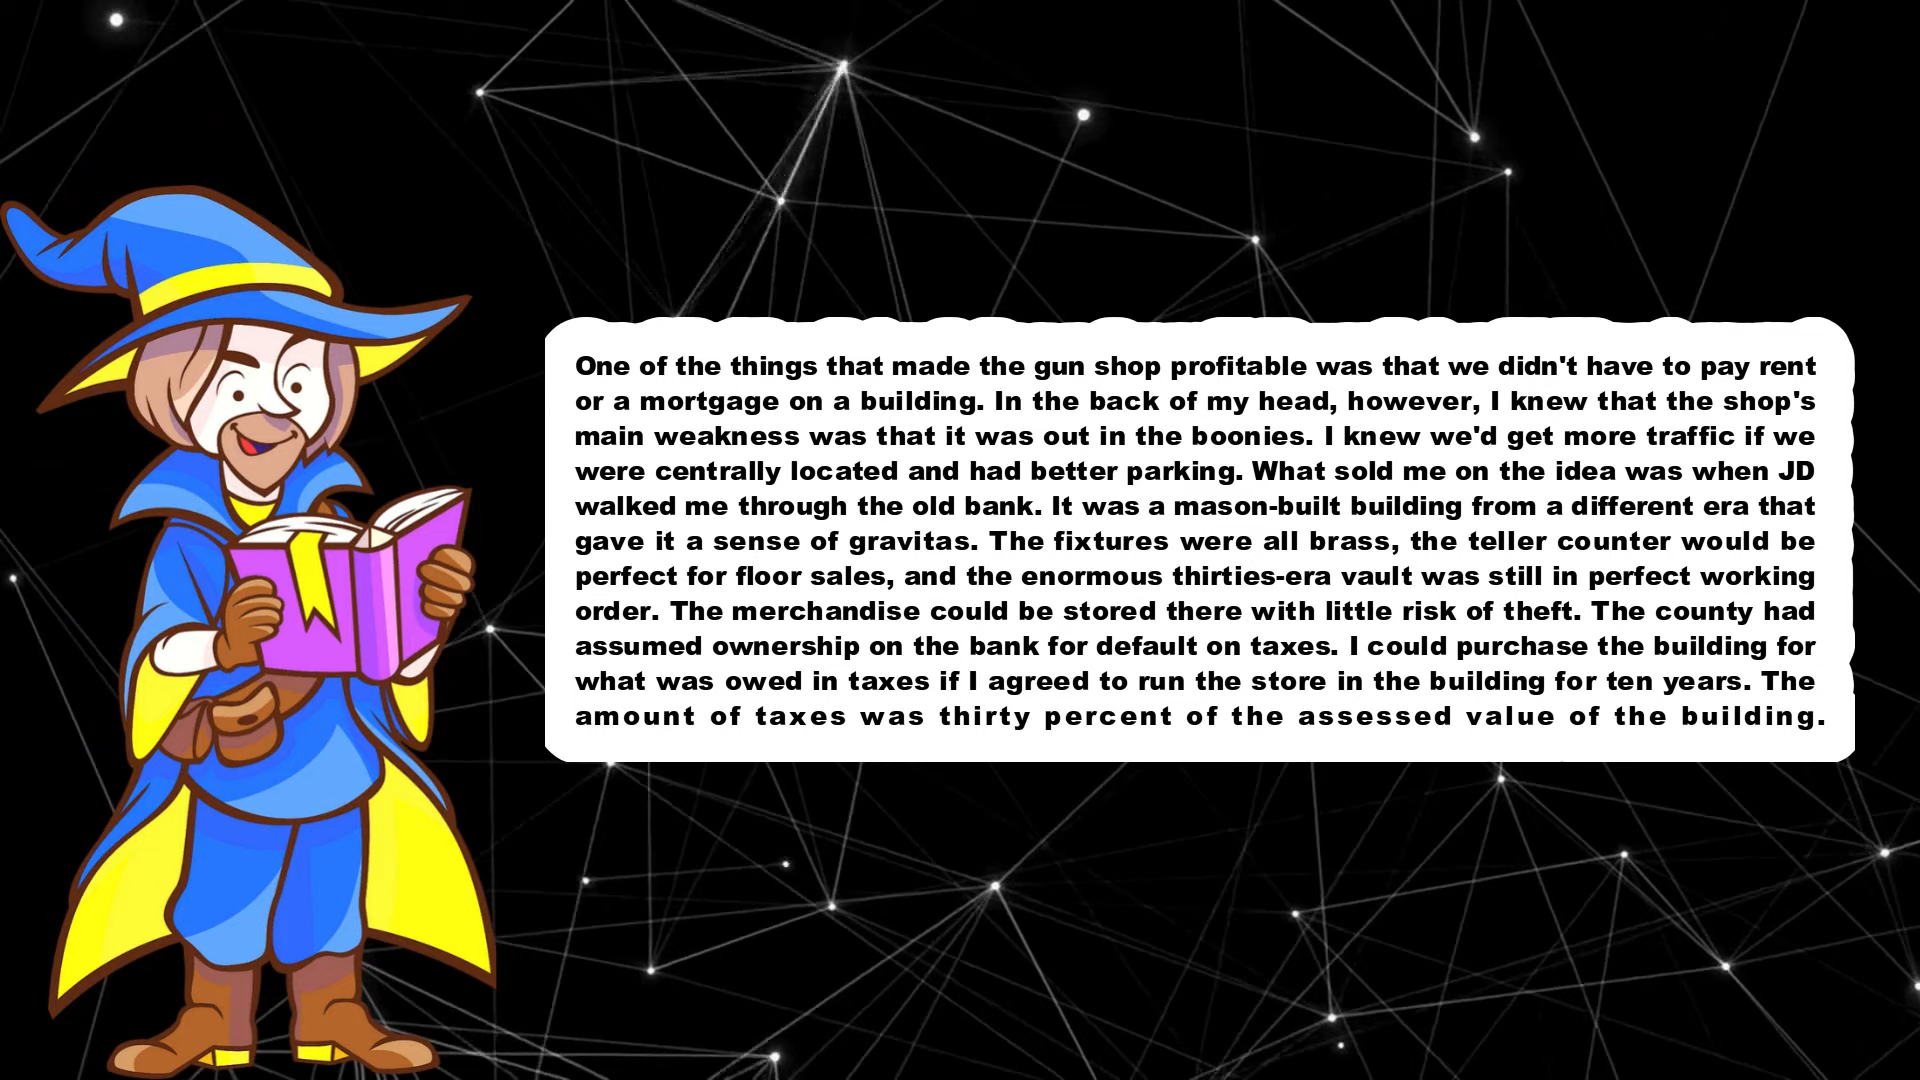 One of the things that made the gun shop profitable was that we didn't have to pay rent
or a mortgage on a building. In the back of my head, however, I knew that the shop's
main weakness was that it was out in the boonies. I knew we'd get more traffic if we
were centrally located and had better parking. What sold me on the idea was when JD
walked me through the old bank. It was a mason-built building from a different era that
gave it a sense of gravitas. The fixtures were all brass, the teller counter would be
perfect for floor sales, and the enormous thirties-era vault was still in perfect working
order. The merchandise could be stored there with little risk of theft. The county had
assumed ownership on the bank for default on taxes. I could purchase the building for
what was owed in taxes if I agreed to run the store in the building for ten years. The
amount of taxes was thirty percent of the assessed value of the building.